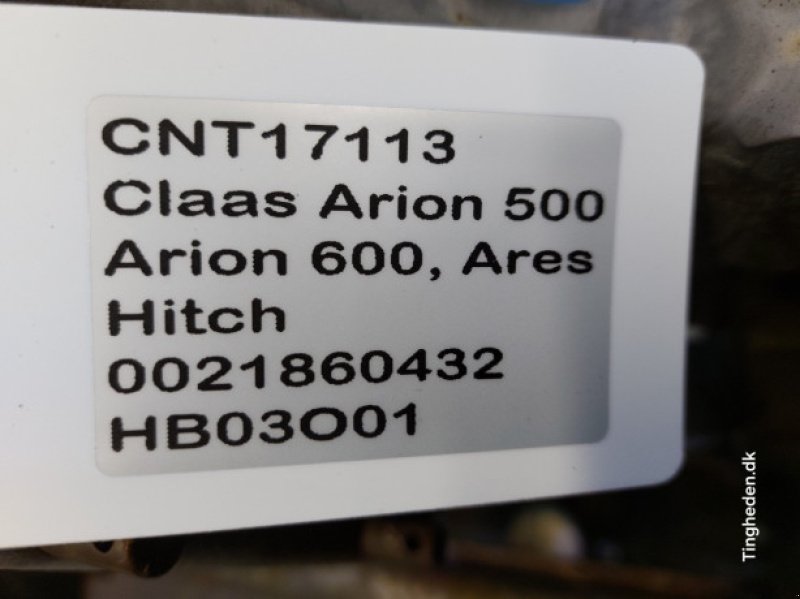 CNT17113
Claas Arion 500
Arion 600, Ares
Hitch
0021860432
HB03O01
Tingheden.dk